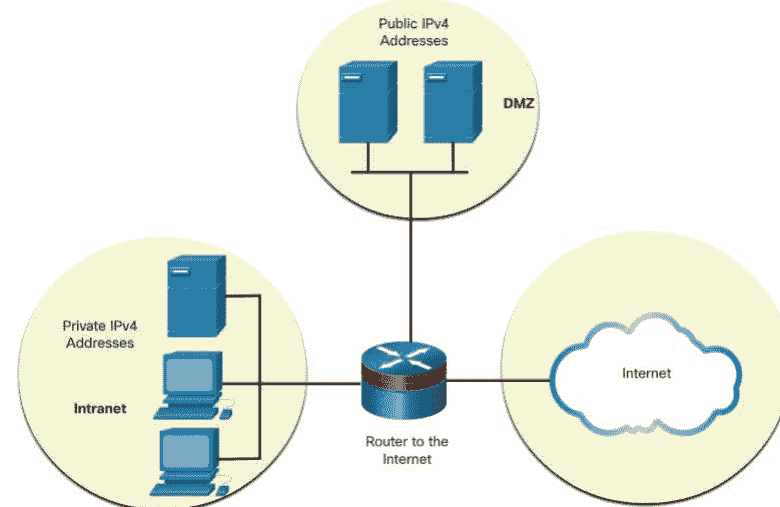 Public IPv4
Addresses
DMZ
Private IPv4
Addresses
Intranet
Internet
Router to the
Internet